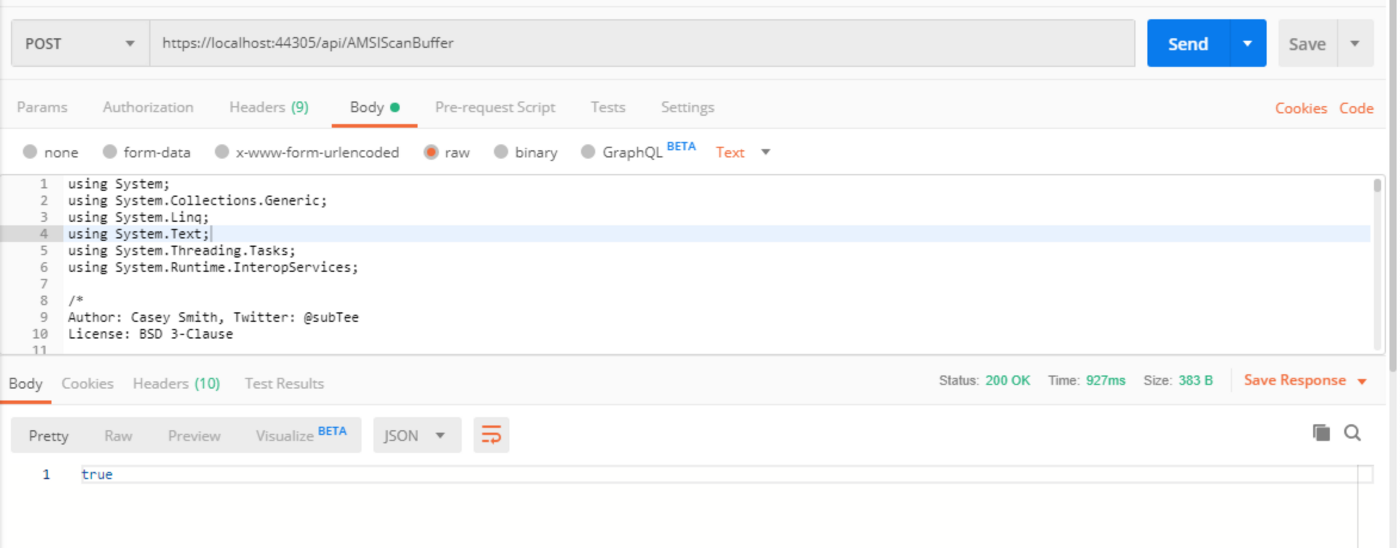 POST https://localhost:44305/api/AMSIScanBuffer Send Save
Params Authorization Headers (9) Body Pre-request Script Tests Settings Cookies Code
none form-data x-www-form-urlencoded raw binary GraphQL BETA Text
1 using System;
2 using System.Collections.Generic;
3 using System.Linq;
4 using System.Text;
5 using System.Threading.Tasks;
6 using System.Runtime.InteropServices;
7
8 /*
9 Author: Casey Smith, Twitter: @subTee
10 License: BSD 3-Clause
11
Body Cookies Headers (10) Test Results Status: 200 OK Time: 927ms Size: 383 B Save Response
Pretty Raw Preview Visualize BETA JSON
1 true